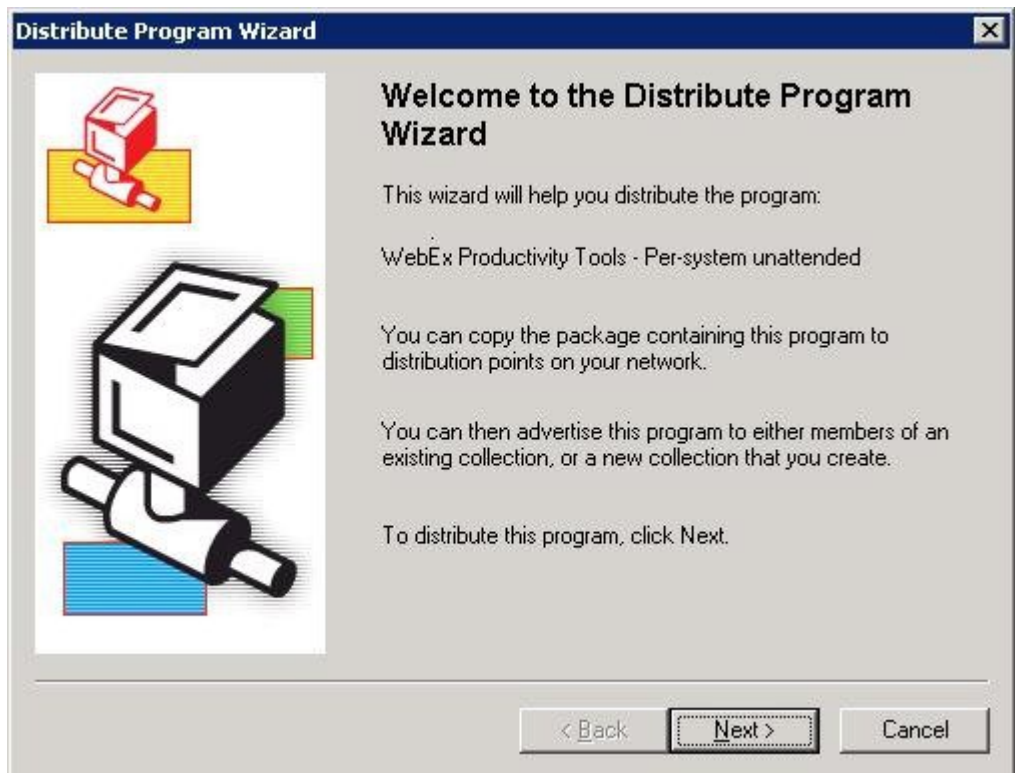 Distribute Program Wizard
Welcome to the Distribute Program
Wizard
This wizard will help you distribute the program:
WebEx Productivity Tools - Per-system unattended
You can copy the package containing this program to
distribution points on your network.
You can then advertise this program to either members of an
existing collection, or a new collection that you create.
To distribute this program, click Next.
< Back
Next >
Cancel